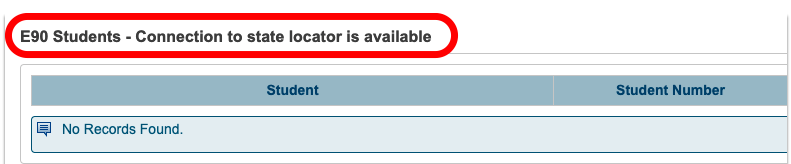 E90 Students - Connection to state locator is available
Student Student Number
No Records Found.